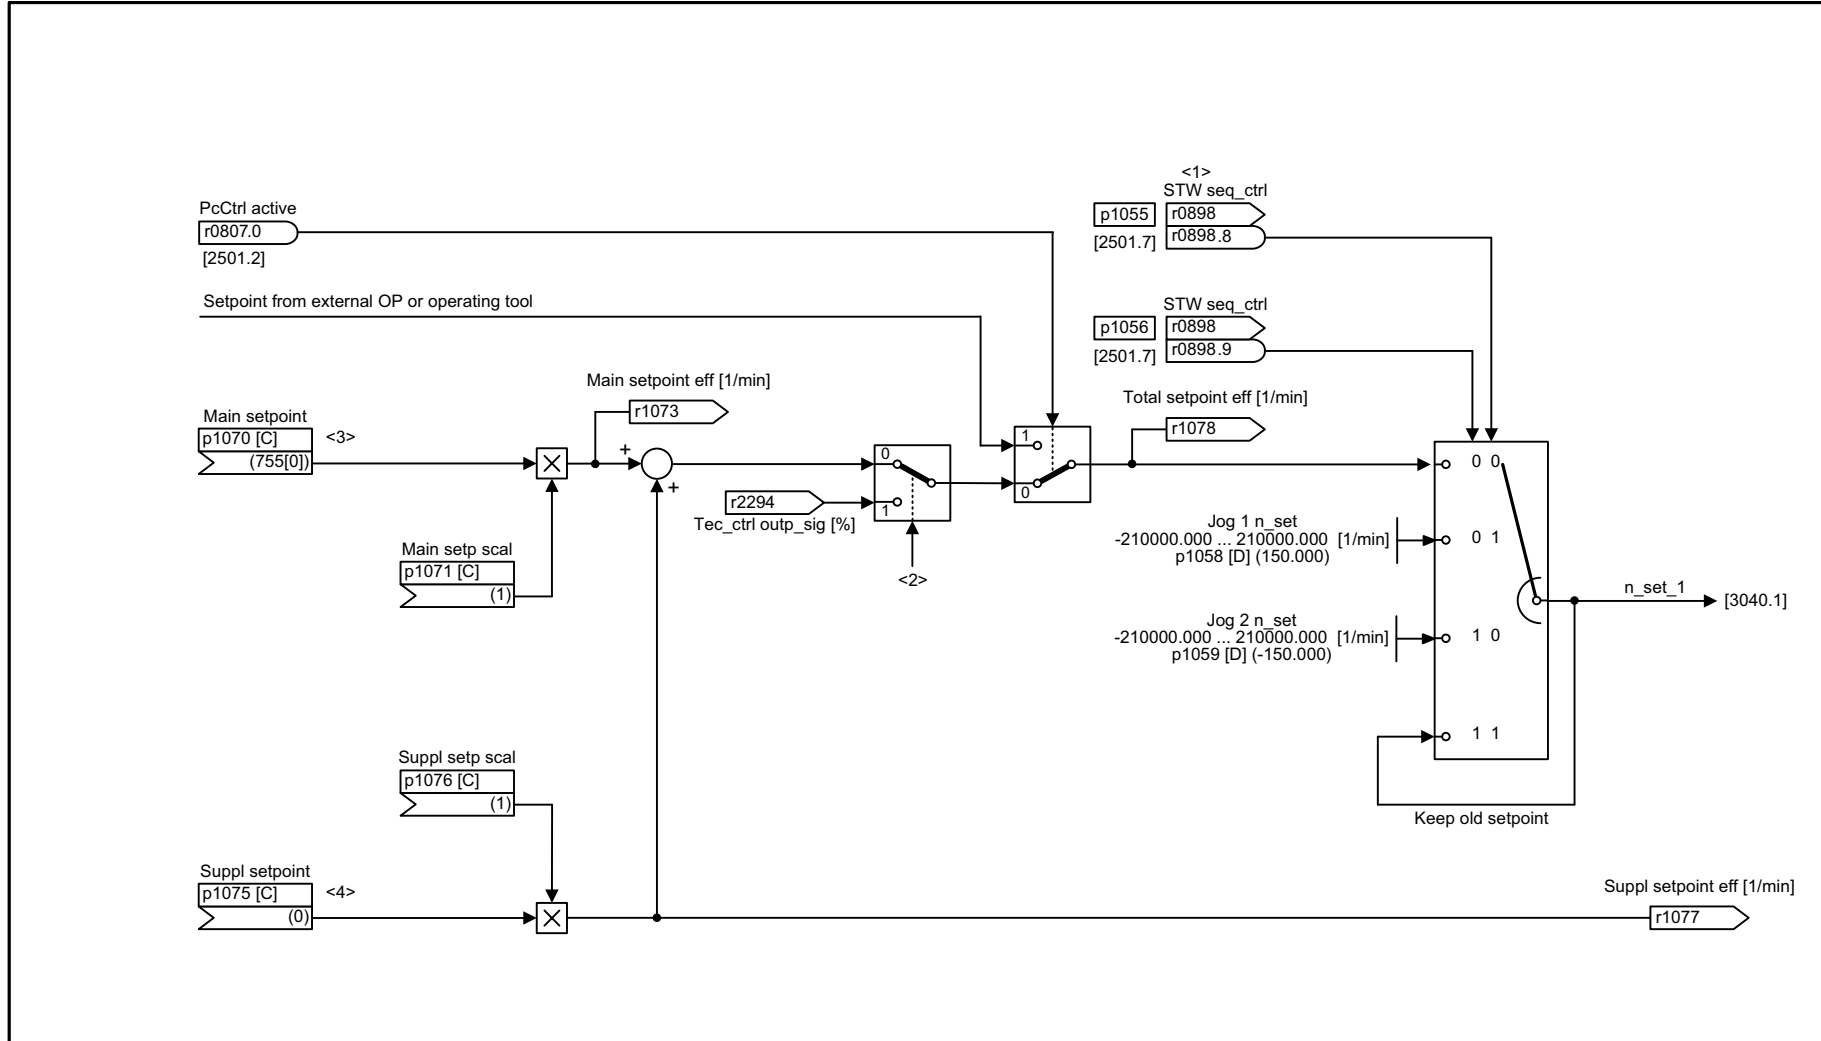 <1>
STW seq_ctrl
p1055
r0898
[2501.7]
r0898.8
PcCtrl active
r0807.0
[2501.2]
Setpoint from external OP or operating tool
STW seq_ctrl
p1056
r0898
[2501.7]
r0898.9
Main setpoint eff [1/min]
r1073
Total setpoint eff [1/min]
r1078
Main setpoint
p1070 [C]
<3>
(755[0])
+
+
0
1
r2294
Tec_ctrl outp_sig [%]
<2>
1
0
0 0
Main setp scal
p1071 [C]
(1)
Jog 1 n_set
-210000.000 ... 210000.000 [1/min]
p1058 [D] (150.000)
0 1
n_set_1
[3040.1]
Jog 2 n_set
-210000.000 ... 210000.000 [1/min]
p1059 [D] (-150.000)
1 0
1 1
Keep old setpoint
Suppl setp scal
p1076 [C]
(1)
Suppl setpoint
p1075 [C]
<4>
(0)
Suppl setpoint eff [1/min]
r1077